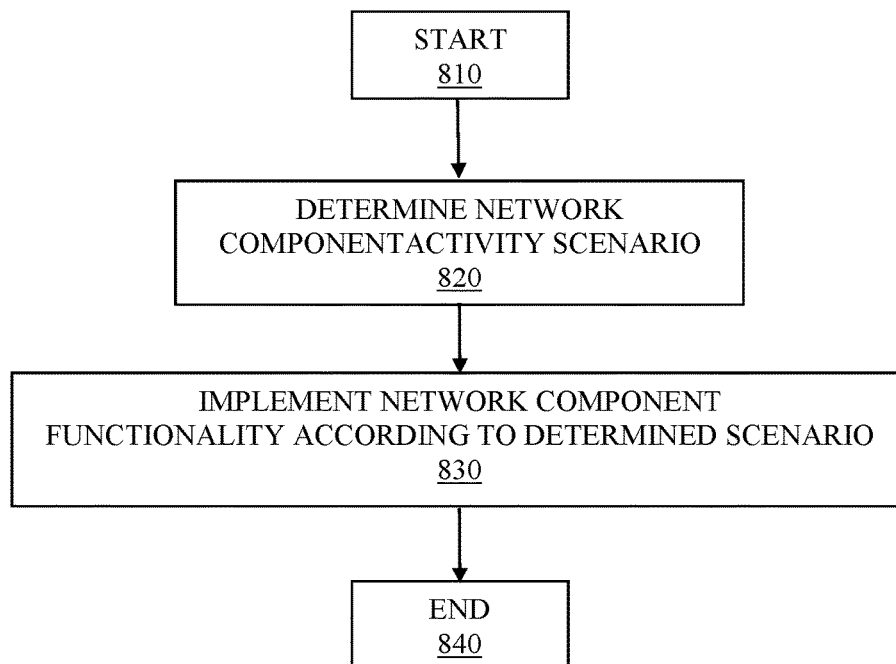 START
810
DETERMINE NETWORK
COMPONENTACTIVITY SCENARIO
820
IMPLEMENT NETWORK COMPONENT
FUNCTIONALITY ACCORDING TO DETERMINED SCENARIO
830
END
840